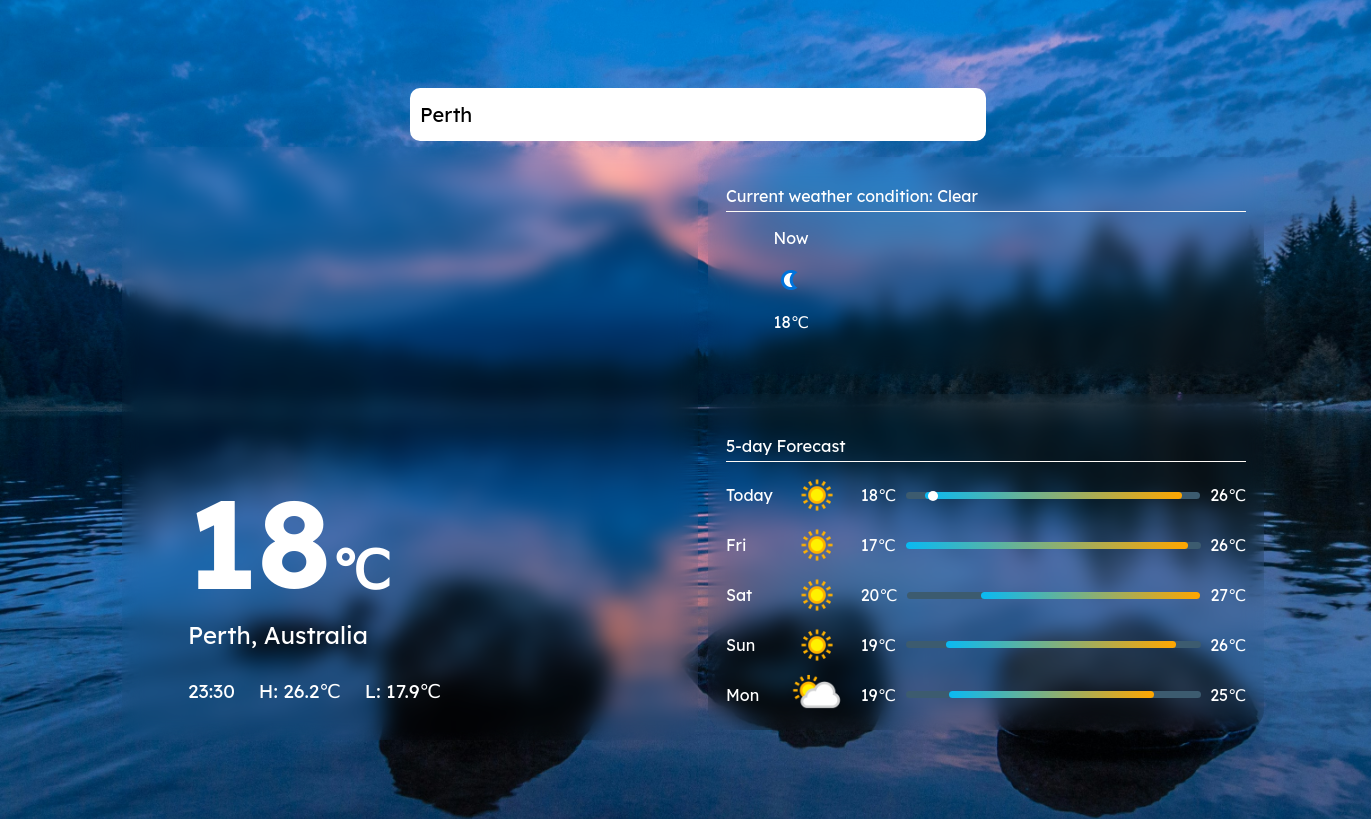 Perth
Current weather condition: Clear
Now
18°C
5-day Forecast
Today 18°C 26°C
Fri 17°C 26°C
Sat 20°C 27°C
Sun 19°C 26°C
Mon 19°C 25°C
18°C
Perth, Australia
23:30 H: 26.2°C L: 17.9°C